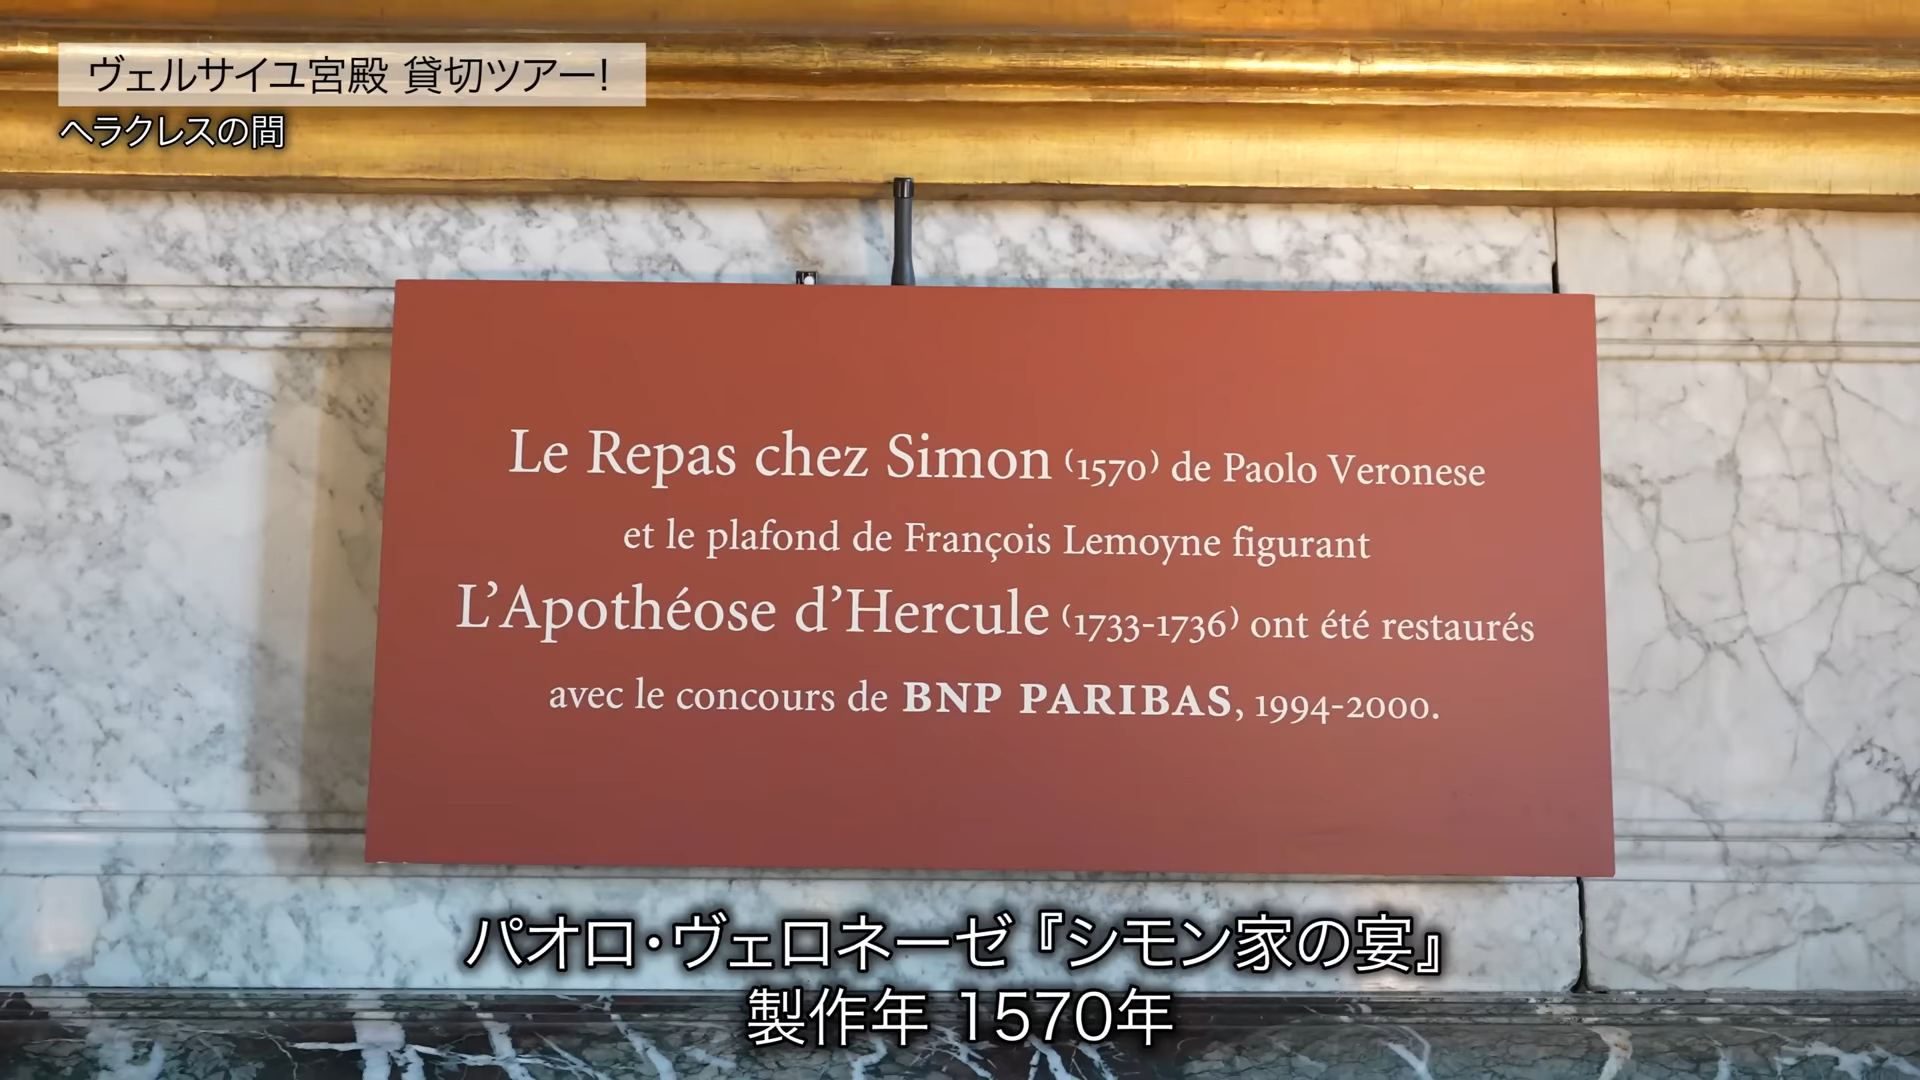 ヴェルサイユ宮殿 貸切ツアー!
ヘラクレスの間
Le Repas chez Simon (1570) de Paolo Veronese
et le plafond de François Lemoyne figurant
L’Apothéose d’Hercule (1733-1736) ont été restaurés
avec le concours de BNP PARIBAS, 1994-2000.
パオロ・ヴェロネーゼ『シモン家の宴』
製作年 1570年